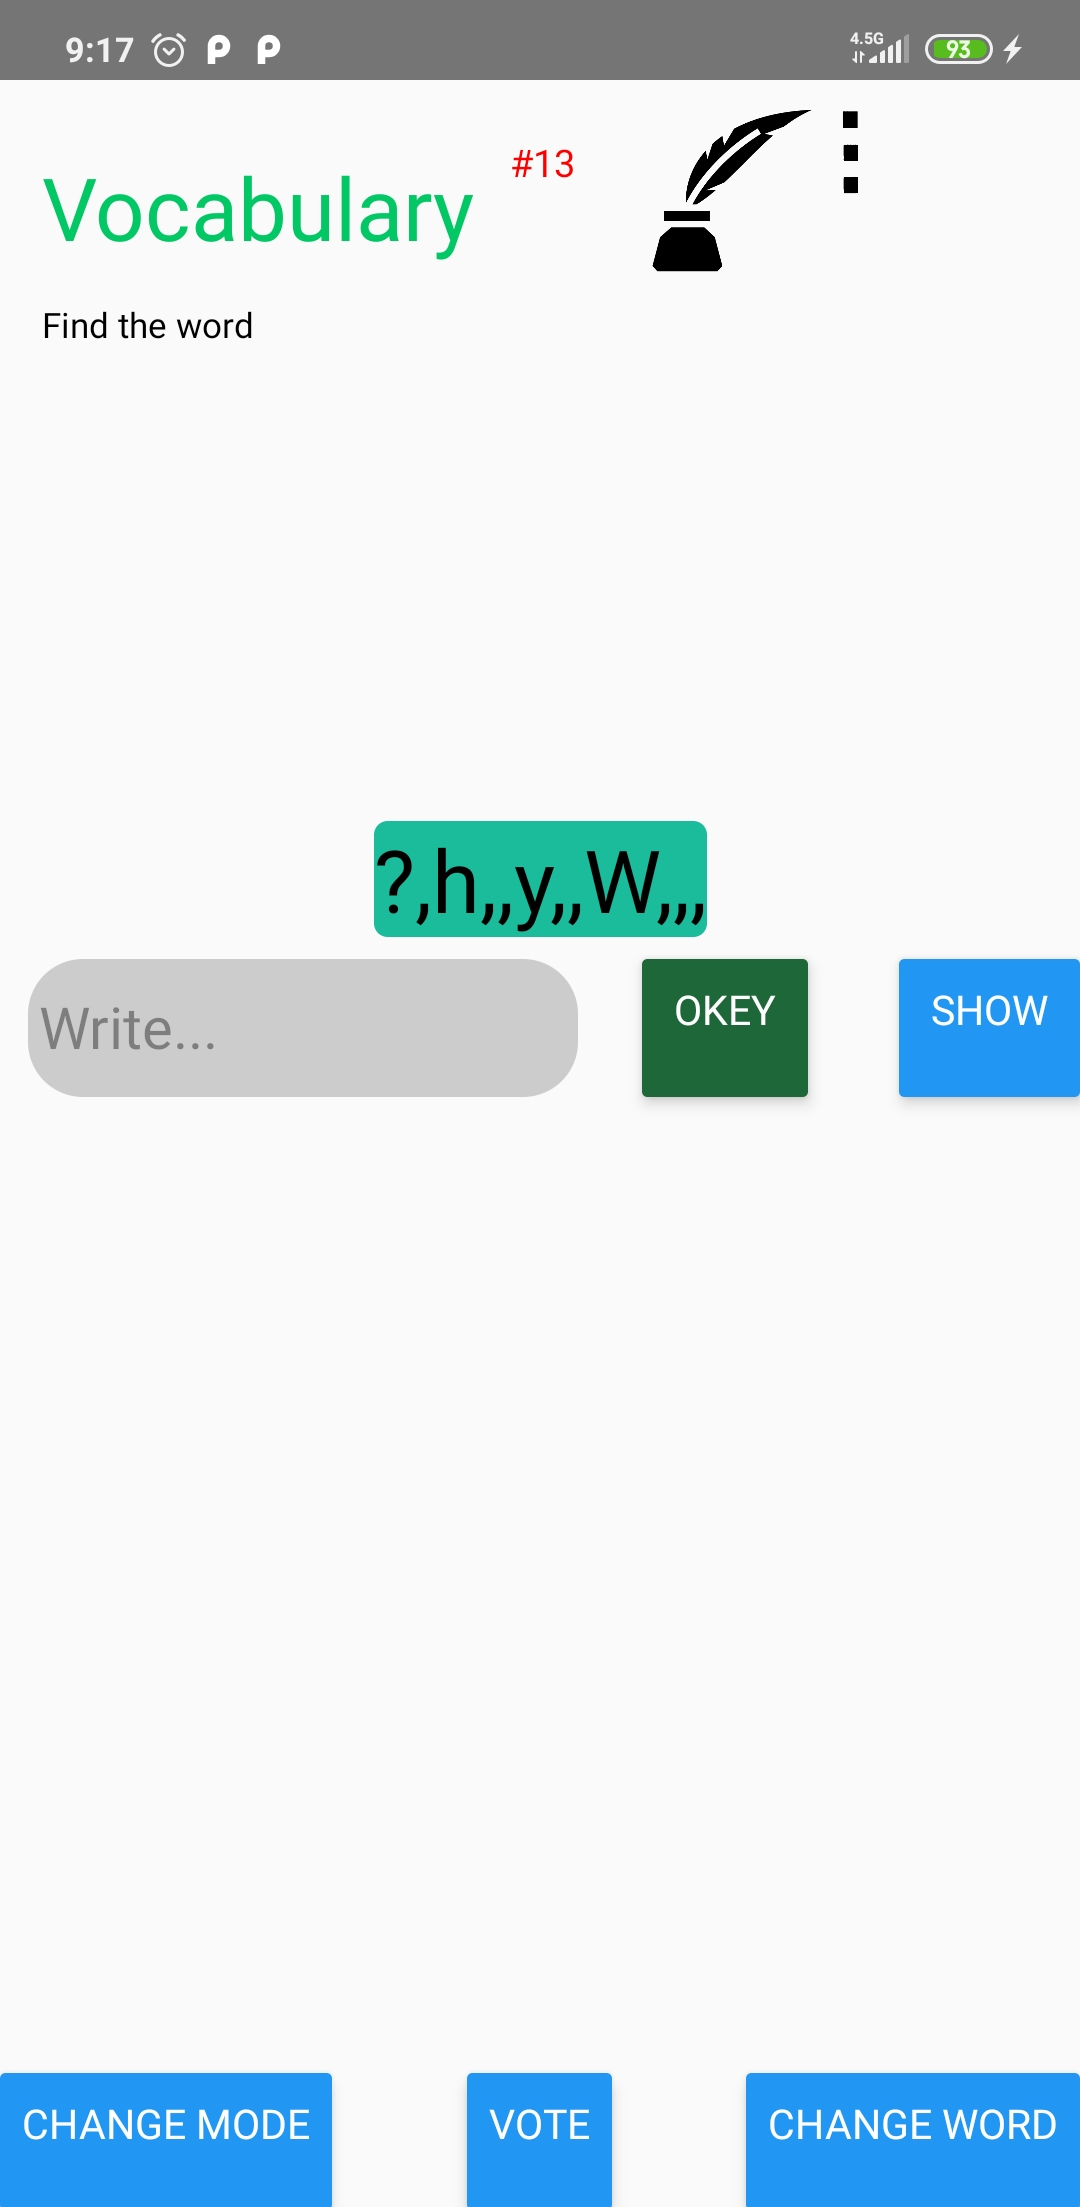 9:17 4.5G 93
Vocabulary #13
Find the word
?,h,,y,,W,,,
Write... OKEY SHOW
CHANGE MODE VOTE CHANGE WORD